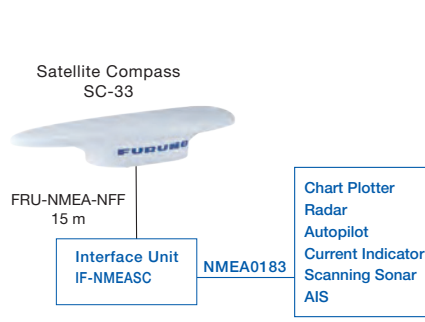 Satellite Compass
SC-33
FURUNO
FRU-NMEA-NFF
15 m
Interface Unit
IF-NMEASC
NMEA0183
Chart Plotter
Radar
Autopilot
Current Indicator
Scanning Sonar
AIS